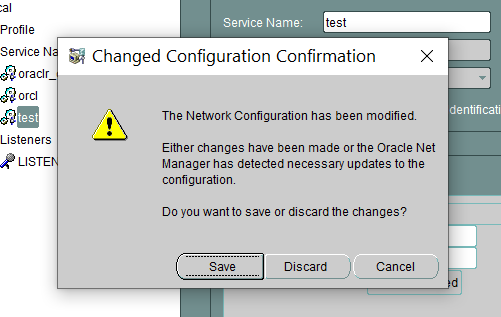 cal
Profile
Service Name: test
Service Na
Changed Configuration Confirmation
oraclr_
orcl
test
The Network Configuration has been modified.
Either changes have been made or the Oracle Net
Manager has detected necessary updates to the
configuration.
Do you want to save or discard the changes?
dentificati
Listeners
LISTEN
Save Discard Cancel
ed